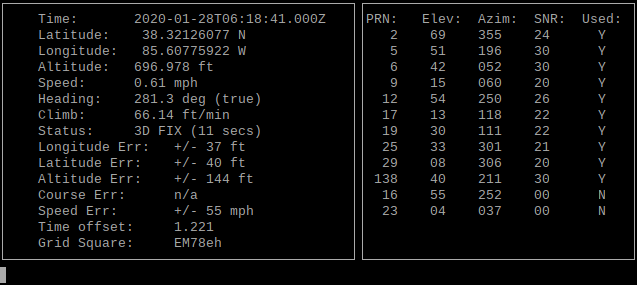 Time: 2020-01-28T06:18:41.000Z
Latitude: 38.32126077 N
Longitude: 85.60775922 W
Altitude: 696.978 ft
Speed: 0.61 mph
Heading: 281.3 deg (true)
Climb: 66.14 ft/min
Status: 3D FIX (11 secs)
Longitude Err: +/- 37 ft
Latitude Err: +/- 40 ft
Altitude Err: +/- 144 ft
Course Err: n/a
Speed Err: +/- 55 mph
Time offset: 1.221
Grid Square: EM78eh
PRN: Elev: Azim: SNR: Used:
2 69 355 24 Y
5 51 196 30 Y
6 42 052 30 Y
9 15 060 20 Y
12 54 250 26 Y
17 13 118 22 Y
19 30 111 22 Y
25 33 301 21 Y
29 08 306 20 Y
138 40 211 30 Y
16 55 252 00 N
23 04 037 00 N